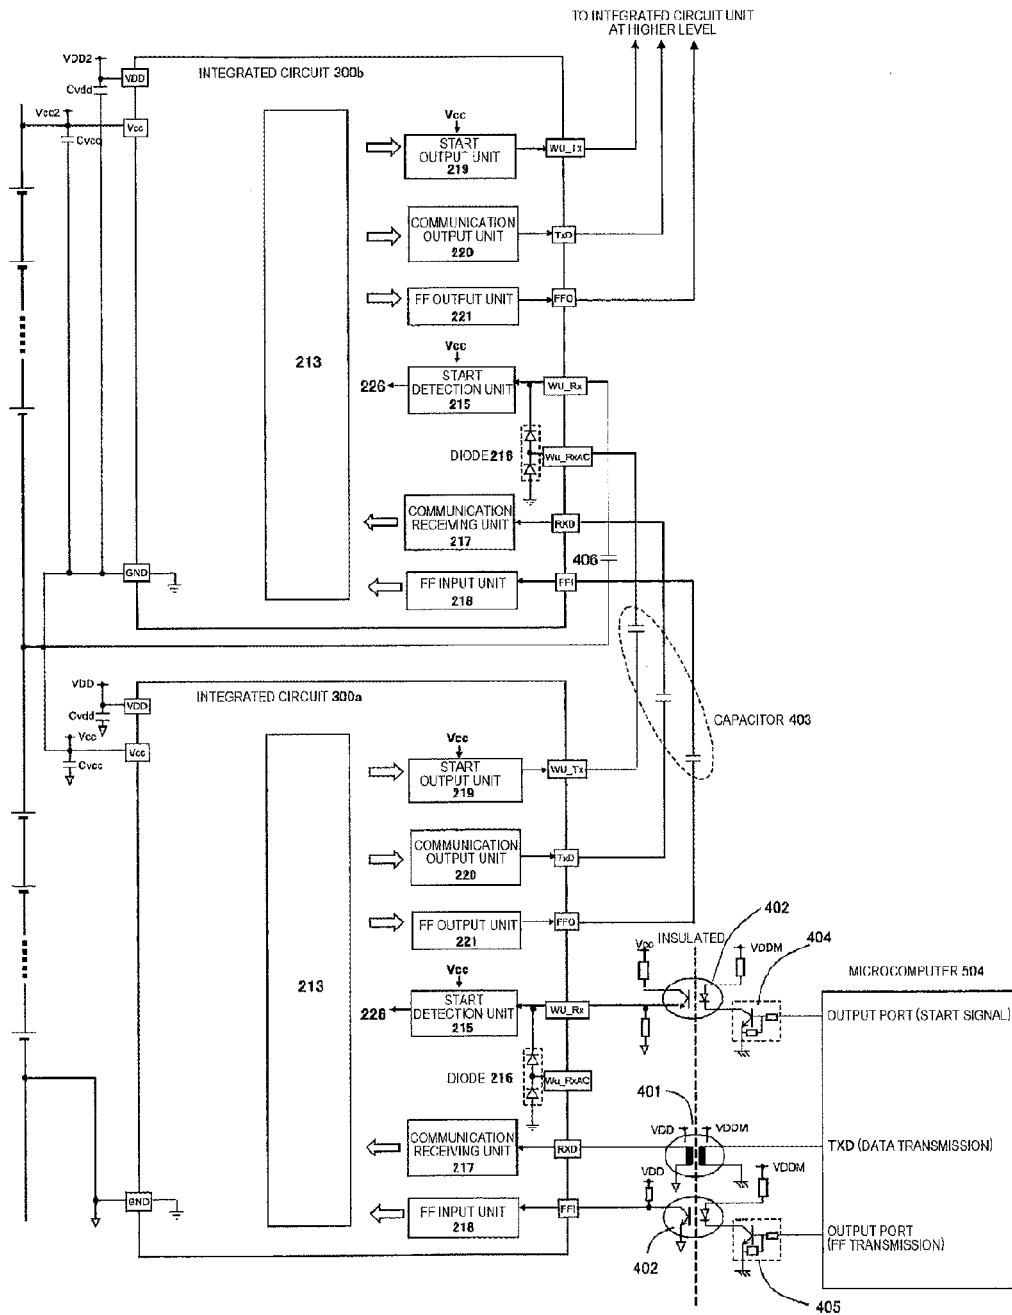 TO INTEGRATED CIRCUIT UNIT
AT HIGHER LEVEL
VDD2
Cvdd
VDD
INTEGRATED CIRCUIT 300b
Vcc2
Cvcc
Vcc
Vcc
START
OUTPUT UNIT
219
WU_Tx
COMMUNICATION
OUTPUT UNIT
220
TxD
FF OUTPUT UNIT
221
FFO
213
Vcc
226
START
DETECTION UNIT
215
WU_Rx
DIODE 216
Wu_RxAC
COMMUNICATION
RECEIVING UNIT
217
RXD
406
GND
FF INPUT UNIT
218
FFI
VDD
Cvdd
VDD
INTEGRATED CIRCUIT 300a
CAPACITOR 403
Vcc
Cvcc
Vcc
Vcc
START
OUTPUT UNIT
219
WU_Tx
COMMUNICATION
OUTPUT UNIT
220
TxD
FF OUTPUT UNIT
221
FFO
213
INSULATED
402
404
Vcc
VDDM
MICROCOMPUTER 504
Vcc
226
START
DETECTION UNIT
215
WU_Rx
OUTPUT PORT (START SIGNAL)
DIODE 216
Wu_RxAC
401
VDD
VDDM
COMMUNICATION
RECEIVING UNIT
217
RXD
TXD (DATA TRANSMISSION)
VDD
VDDM
GND
FF INPUT UNIT
218
FFI
OUTPUT PORT
(FF TRANSMISSION)
402
405